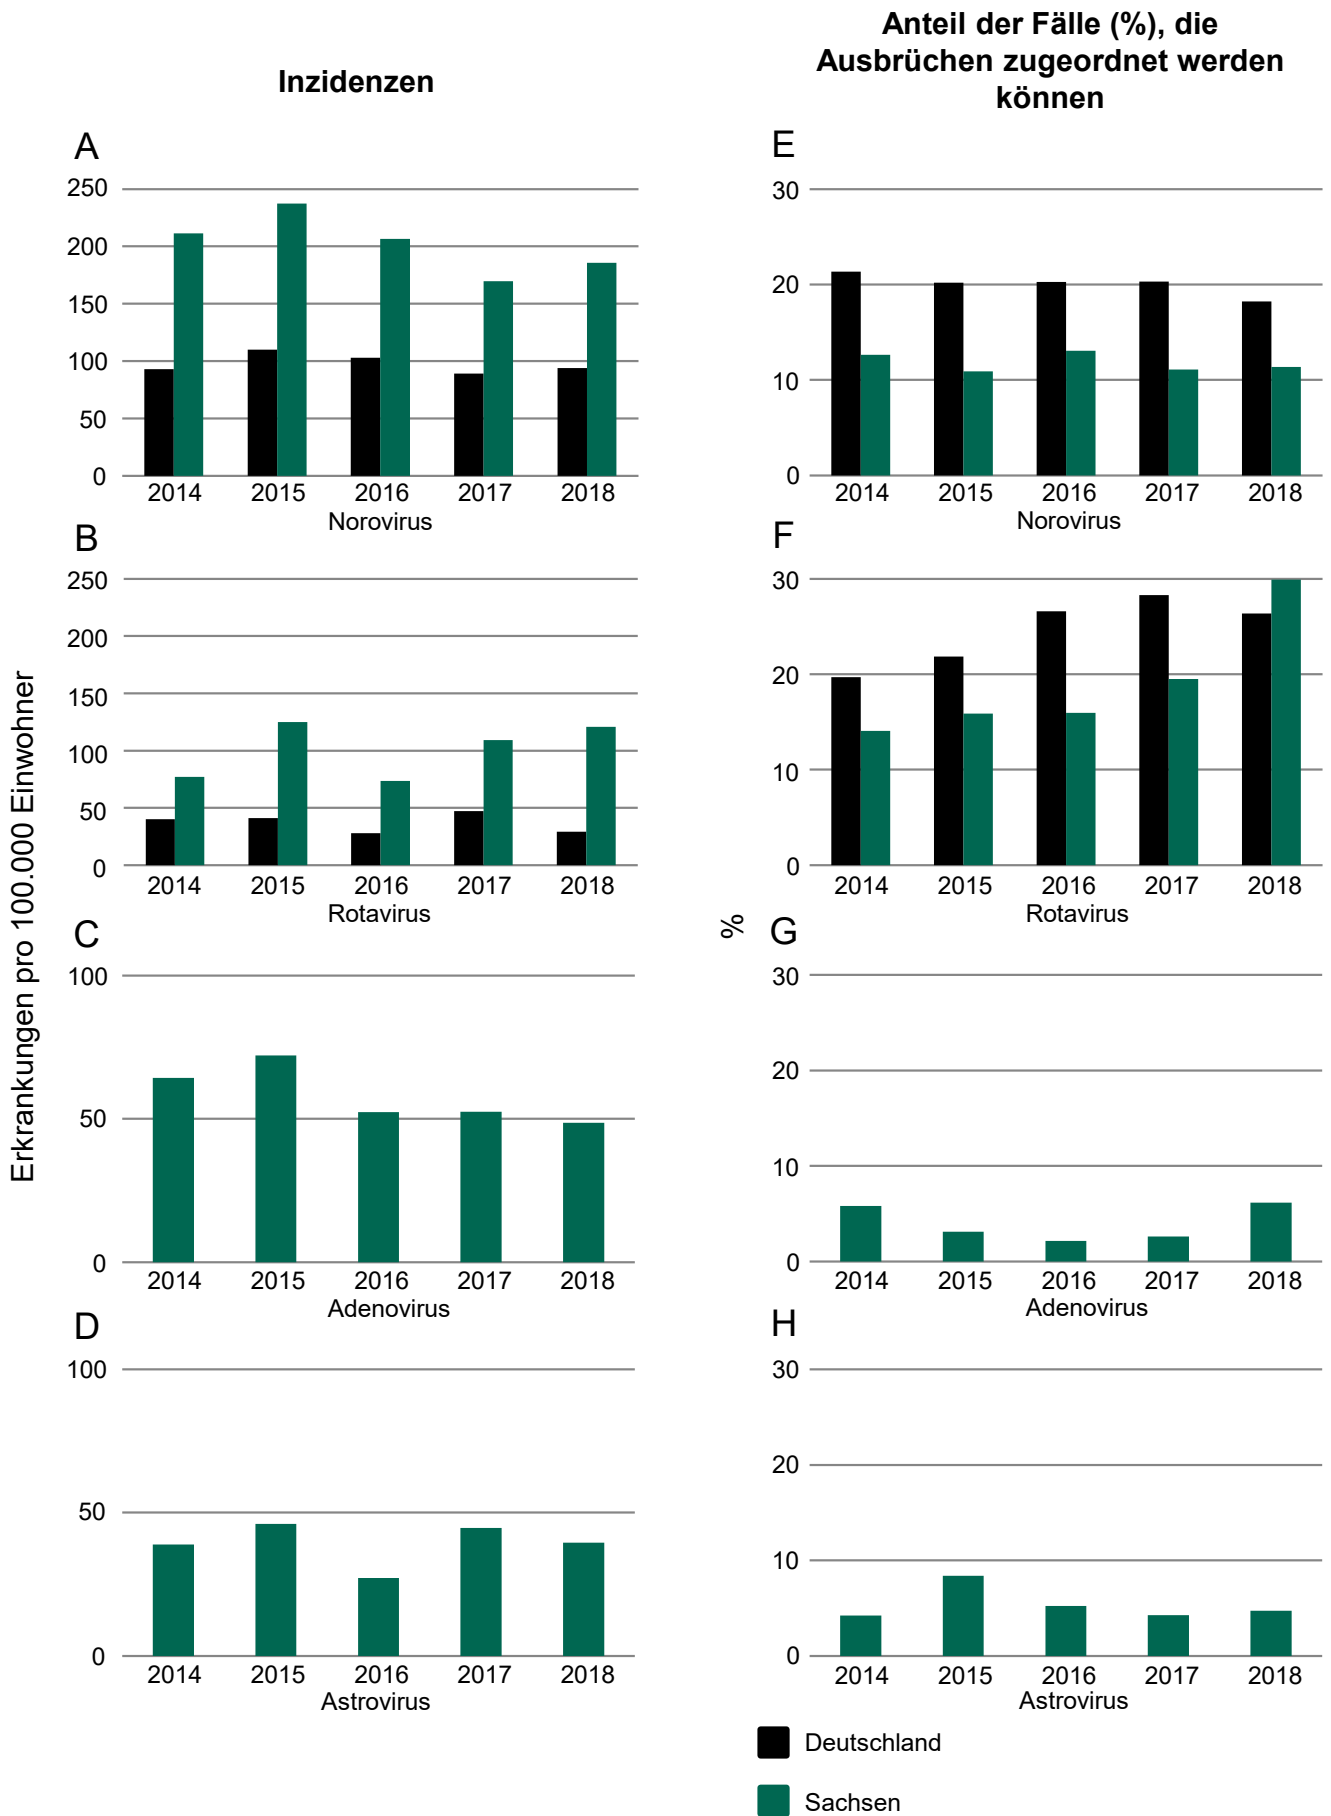 Inzidenzen
Anteil der Fälle (%), die
Ausbrüchen zugeordnet werden
können
Erkrankungen pro 100.000 Einwohner
A
250
200
150
100
50
0
2014 2015 2016 2017 2018
Norovirus
B
250
200
150
100
50
0
2014 2015 2016 2017 2018
Rotavirus
C
100
50
0
2014 2015 2016 2017 2018
Adenovirus
D
100
50
0
2014 2015 2016 2017 2018
Astrovirus
%
E
30
20
10
0
2014 2015 2016 2017 2018
Norovirus
F
30
20
10
0
2014 2015 2016 2017 2018
Rotavirus
G
30
20
10
0
2014 2015 2016 2017 2018
Adenovirus
H
30
20
10
0
2014 2015 2016 2017 2018
Astrovirus
Deutschland
Sachsen